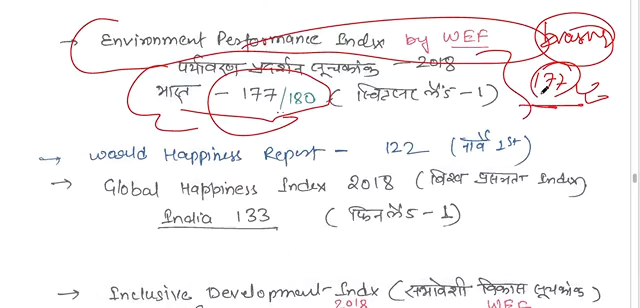 → Environment Performance Index by WEF
पर्यावरण प्रदर्शन सूचकांक - 2018
भारत - 177/180 (स्विटजर लैंड - 1) 177
→ World Happiness Report - 122 (नार्वे 1st)
→ Global Happiness Index 2018 (विश्व प्रसन्नता Index)
India 133 (फिनलैंड - 1)
→ Inclusive Development Index (समावेशी विकास सूचकांक)
2018 WEF